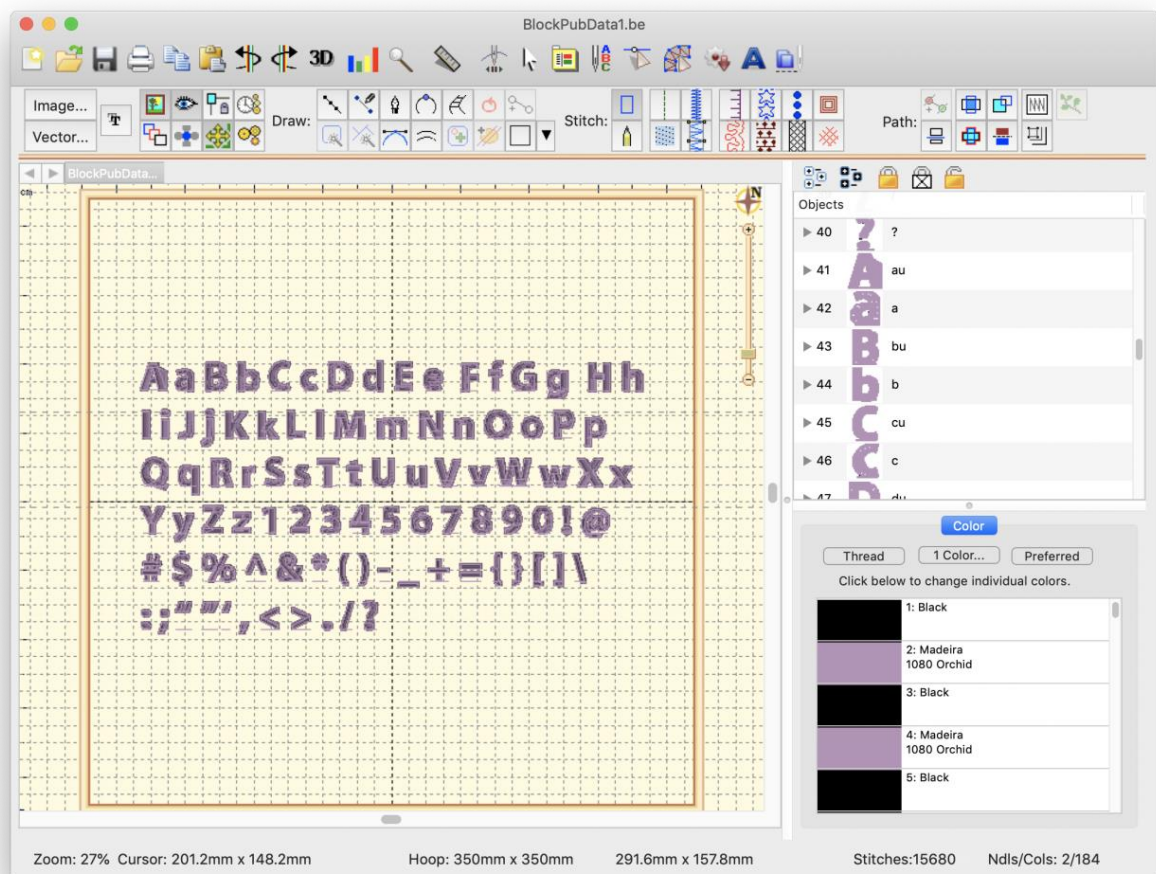 BlockPubData1.be
3D
A
B
C
A
Image...
Vector...
T
Draw:
Stitch:
Path:
BlockPubData...
cm
N
AaBbCcDdEe FfGg Hh
IiJjKkLlMmNnOoPp
QqRrSsTtUuVvWwXx
YyZz1234567890!@
#$%^&*()-_+={}[]\
:;""',<>./?
Objects
40 ? ?
41 A au
42 a a
43 B bu
44 b b
45 C cu
46 C c
47 D du
Color
Thread 1 Color... Preferred
Click below to change individual colors.
1: Black
2: Madeira
1080 Orchid
3: Black
4: Madeira
1080 Orchid
5: Black
Zoom: 27% Cursor: 201.2mm x 148.2mm Hoop: 350mm x 350mm 291.6mm x 157.8mm Stitches:15680 Ndls/Cols: 2/184